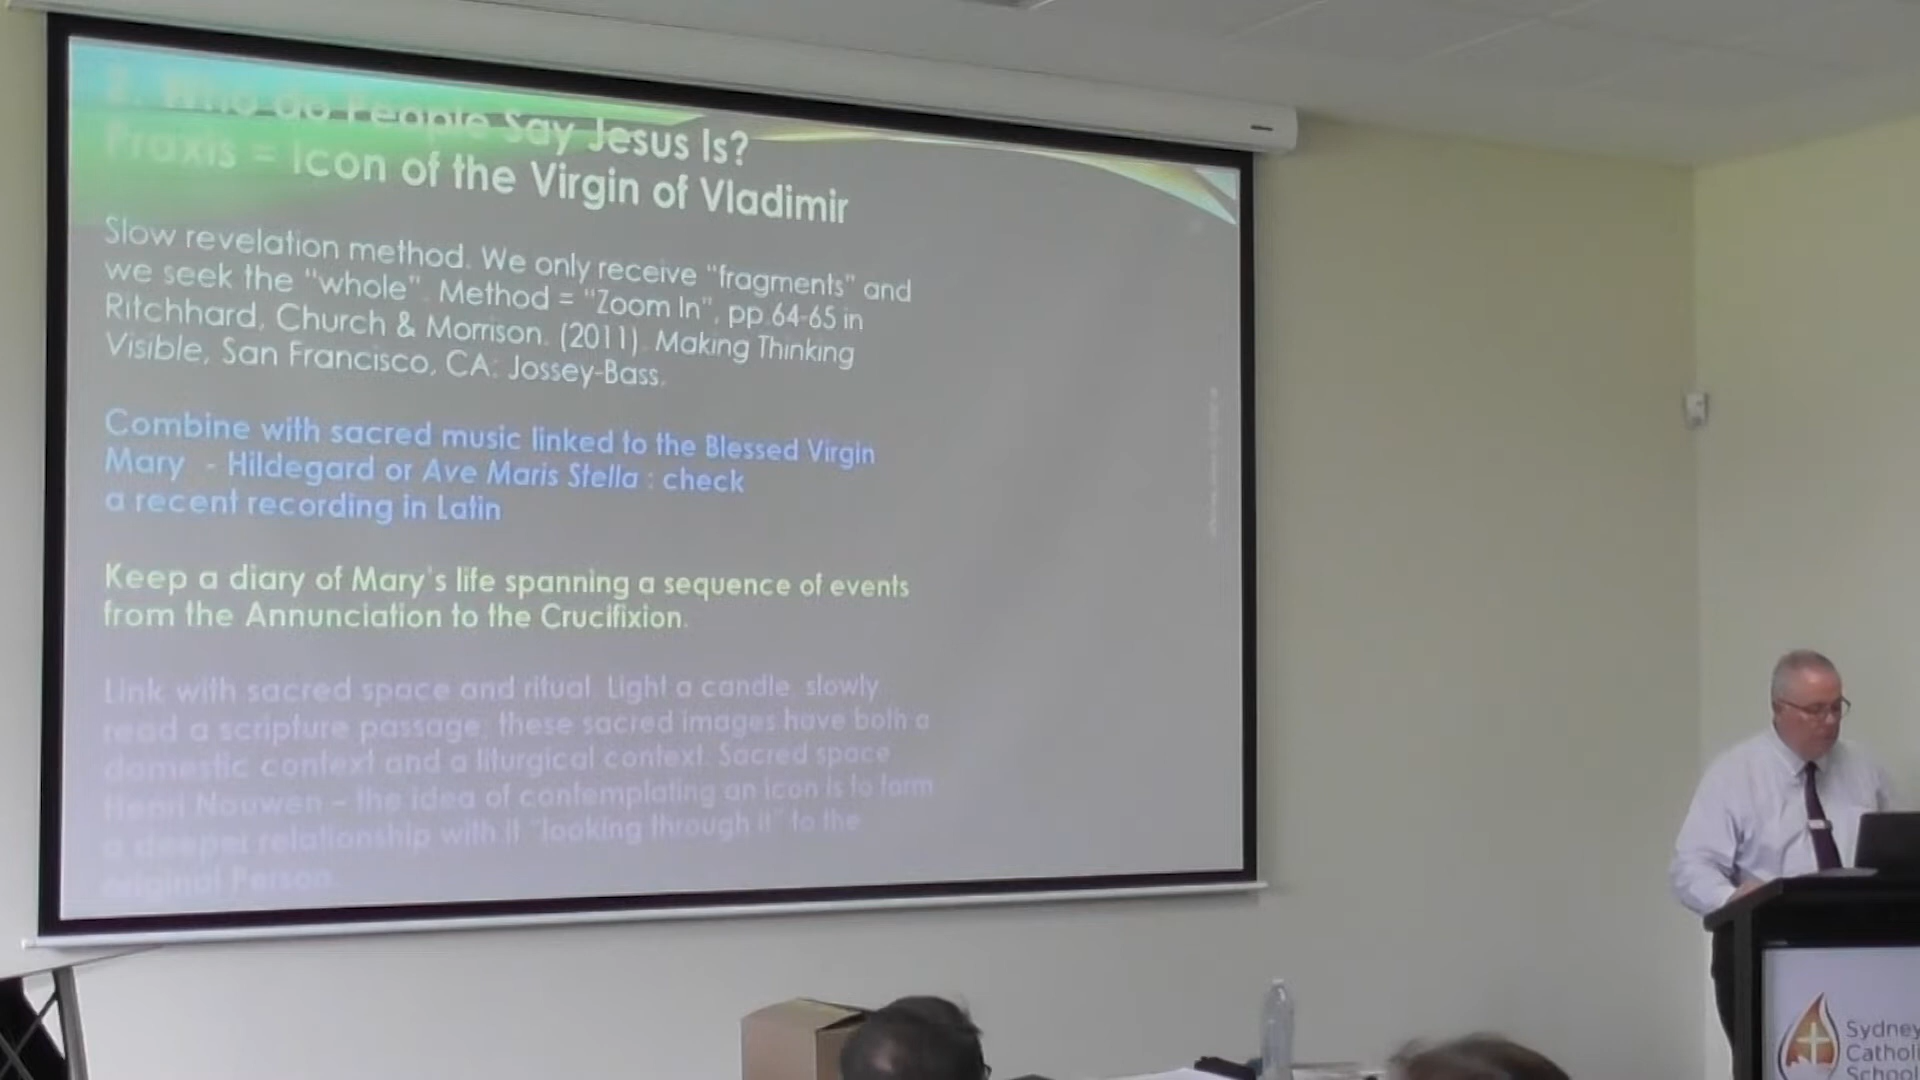 2. Who do People Say Jesus Is?
Praxis = Icon of the Virgin of Vladimir
Slow revelation method. We only receive "fragments" and
we seek the "whole". Method = "Zoom In", pp.64-65 in
Ritchhard, Church & Morrison. (2011). Making Thinking
Visible, San Francisco, CA: Jossey-Bass.
Combine with sacred music linked to the Blessed Virgin
Mary - Hildegard or Ave Maris Stella : check
a recent recording in Latin
Keep a diary of Mary's life spanning a sequence of events
from the Annunciation to the Crucifixion.
Link with sacred space and ritual. Light a candle, slowly
read a scripture passage; these sacred images have both a
domestic context and a liturgical context. Sacred space
Henri Nouwen – the idea of contemplating an icon is to form
a deeper relationship with it "looking through it" to the
original Person.
Sydney
Catholi
School